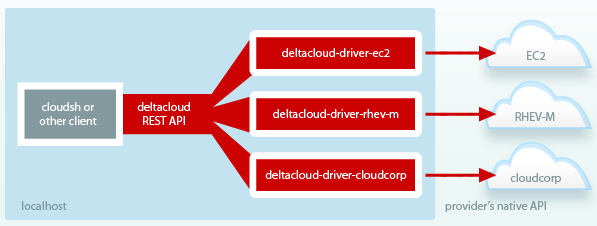 deltacloud-driver-ec2
EC2
cloudsh or
other client
deltacloud
REST API
deltacloud-driver-rhev-m
RHEV-M
deltacloud-driver-cloudcorp
cloudcorp
localhost
provider's native API